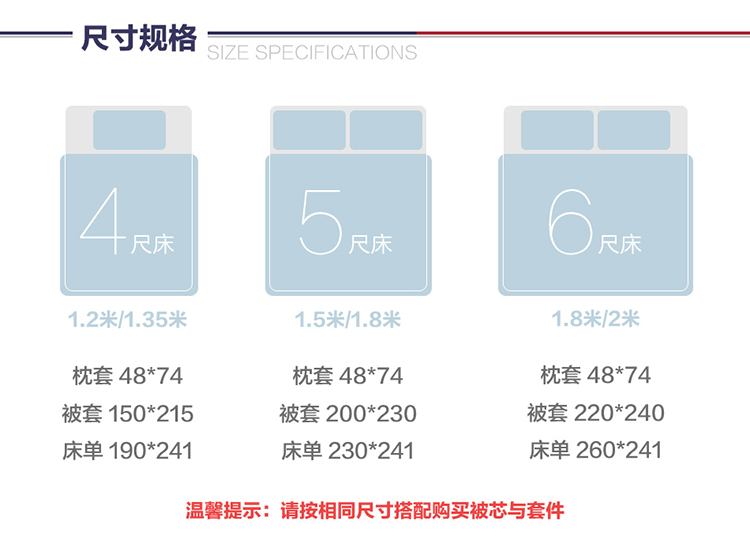 尺寸规格
SIZE SPECIFICATIONS
4尺床
5尺床
6尺床
1.2米/1.35米
1.5米/1.8米
1.8米/2米
枕套 48*74
被套 150*215
床单 190*241
枕套 48*74
被套 200*230
床单 230*241
枕套 48*74
被套 220*240
床单 260*241
温馨提示：请按相同尺寸搭配购买被芯与套件